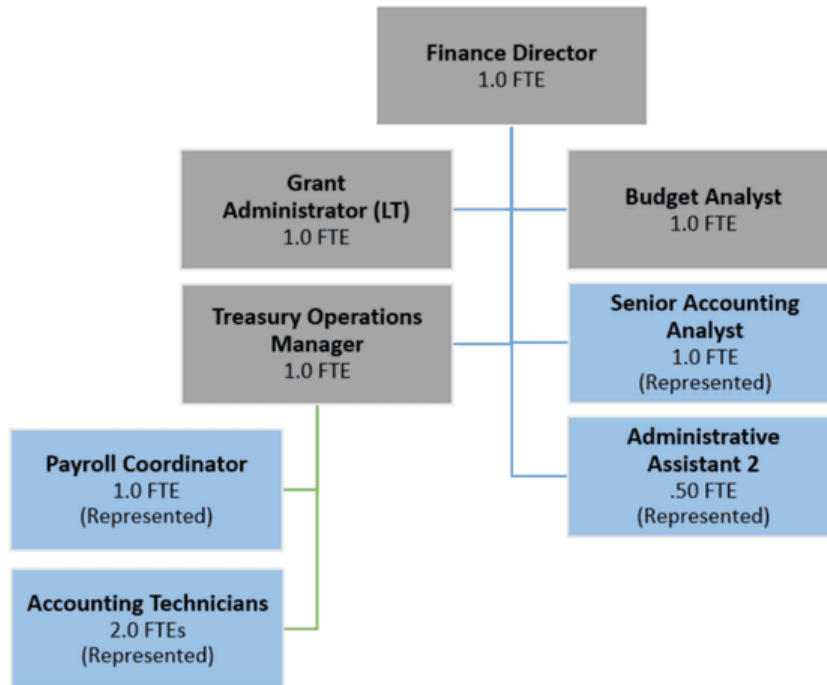 Finance Director
1.0 FTE
Grant
Administrator (LT)
1.0 FTE
Budget Analyst
1.0 FTE
Treasury Operations
Manager
1.0 FTE
Senior Accounting
Analyst
1.0 FTE
(Represented)
Payroll Coordinator
1.0 FTE
(Represented)
Administrative
Assistant 2
.50 FTE
(Represented)
Accounting Technicians
2.0 FTEs
(Represented)